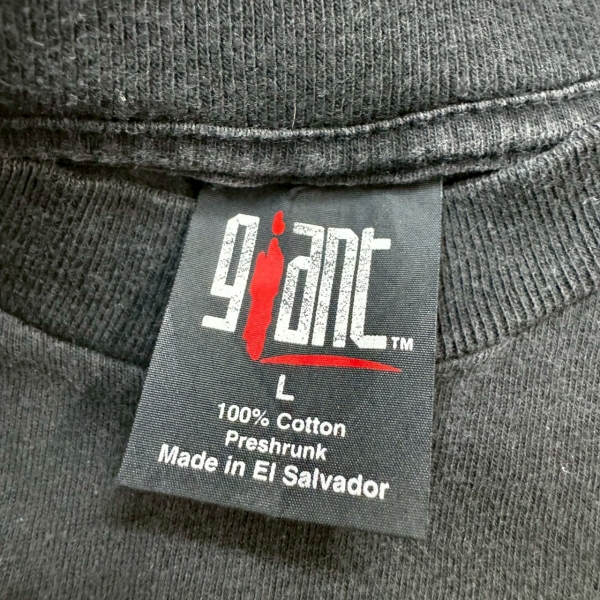 giant™
L
100% Cotton
Preshrunk
Made in El Salvador